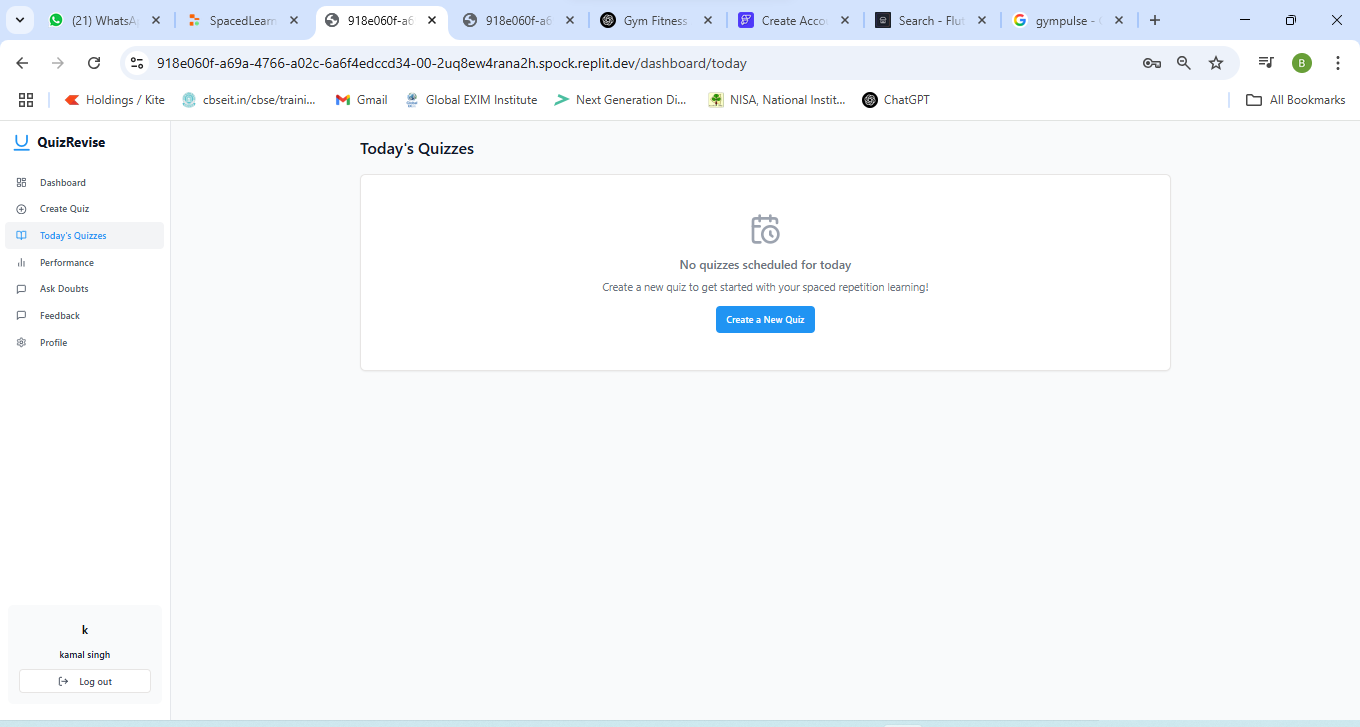 (21) WhatsA
SpacedLearn
918e060f-a6
918e060f-a6
Gym Fitness
Create Accou
Search - Flut
gympulse -
918e060f-a69a-4766-a02c-6a6f4edccd34-00-2uq8ew4rana2h.spock.replit.dev/dashboard/today
B
Holdings / Kite
cbseit.in/cbse/traini...
Gmail
Global EXIM Institute
Next Generation Di...
NISA, National Instit...
ChatGPT
All Bookmarks
QuizRevise
Dashboard
Create Quiz
Today's Quizzes
Performance
Ask Doubts
Feedback
Profile
k
kamal singh
Log out
Today's Quizzes
No quizzes scheduled for today
Create a new quiz to get started with your spaced repetition learning!
Create a New Quiz